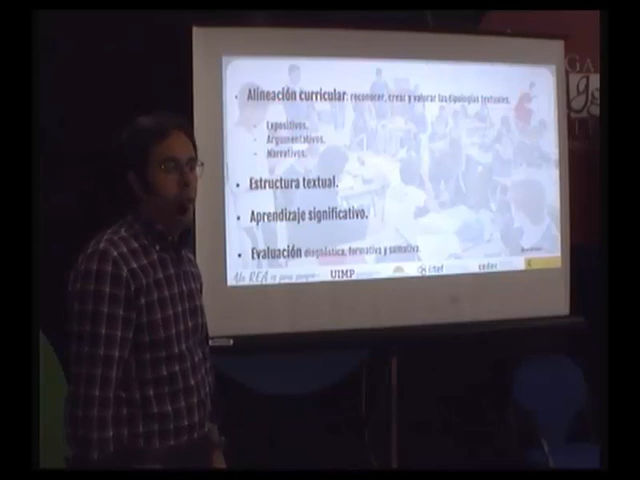 • Alineación curricular: reconocer, crear y valorar las tipologías textuales.
- Expositivos.
- Argumentativos.
- Narrativos.
• Estructura textual.
• Aprendizaje significativo.
• Evaluación diagnóstica, formativa y sumativa.
UIMP
cedec
GA